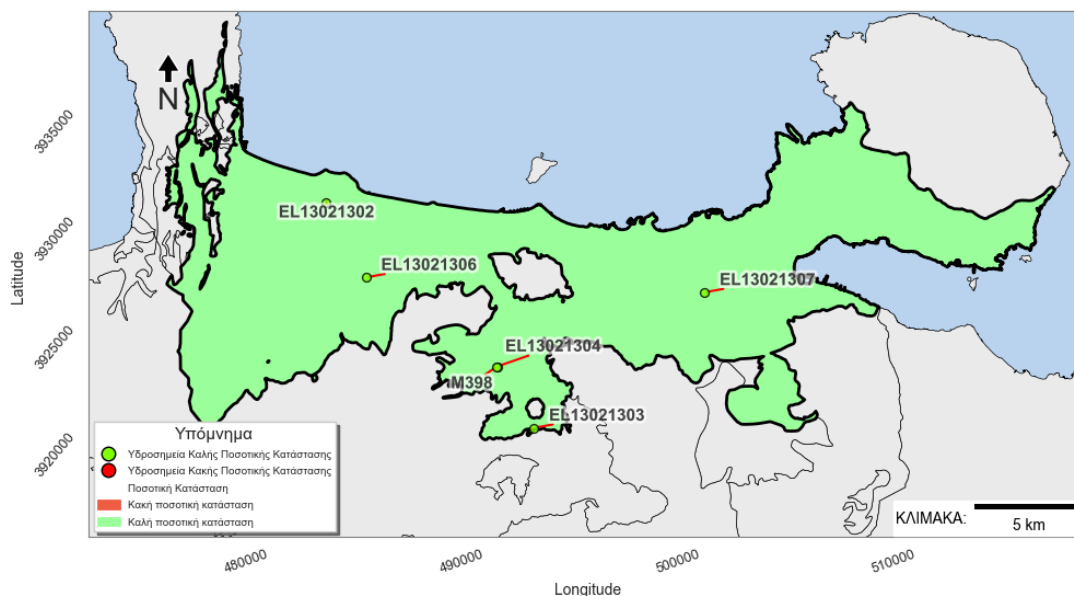 N
3935000
3930000
3925000
3920000
Latitude
EL13021302
EL13021306
EL13021307
EL13021304
M398
EL13021303
Υπόμνημα
Υδροσημεία Καλής Ποσοτικής Κατάστασης
Υδροσημεία Κακής Ποσοτικής Κατάστασης
Ποσοτική Κατάσταση
Κακή ποσοτική κατάσταση
Καλή ποσοτική κατάσταση
ΚΛΙΜΑΚΑ:
5 km
480000
490000
500000
510000
Longitude